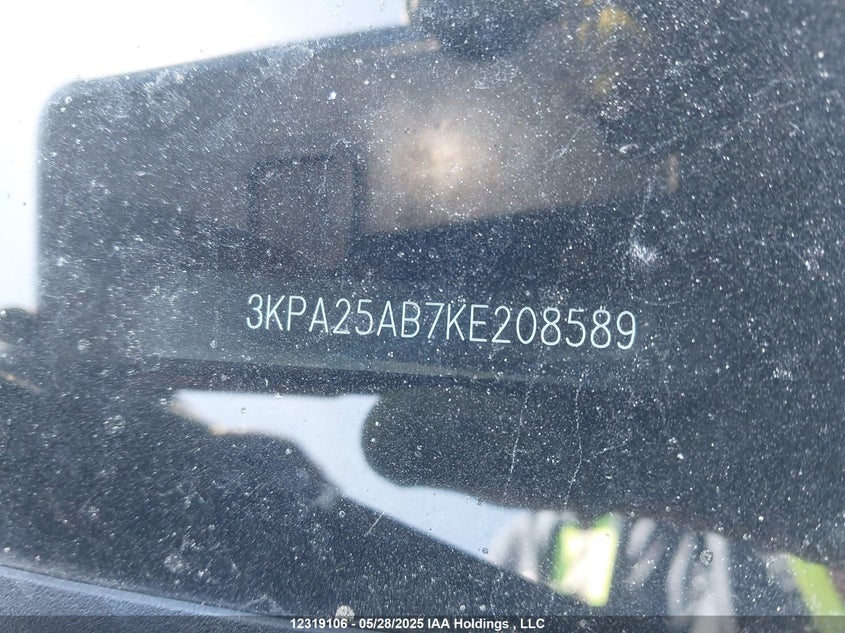 3KPA25AB7KE208589
12319106 - 05/28/2025 IAA Holdings , LLC